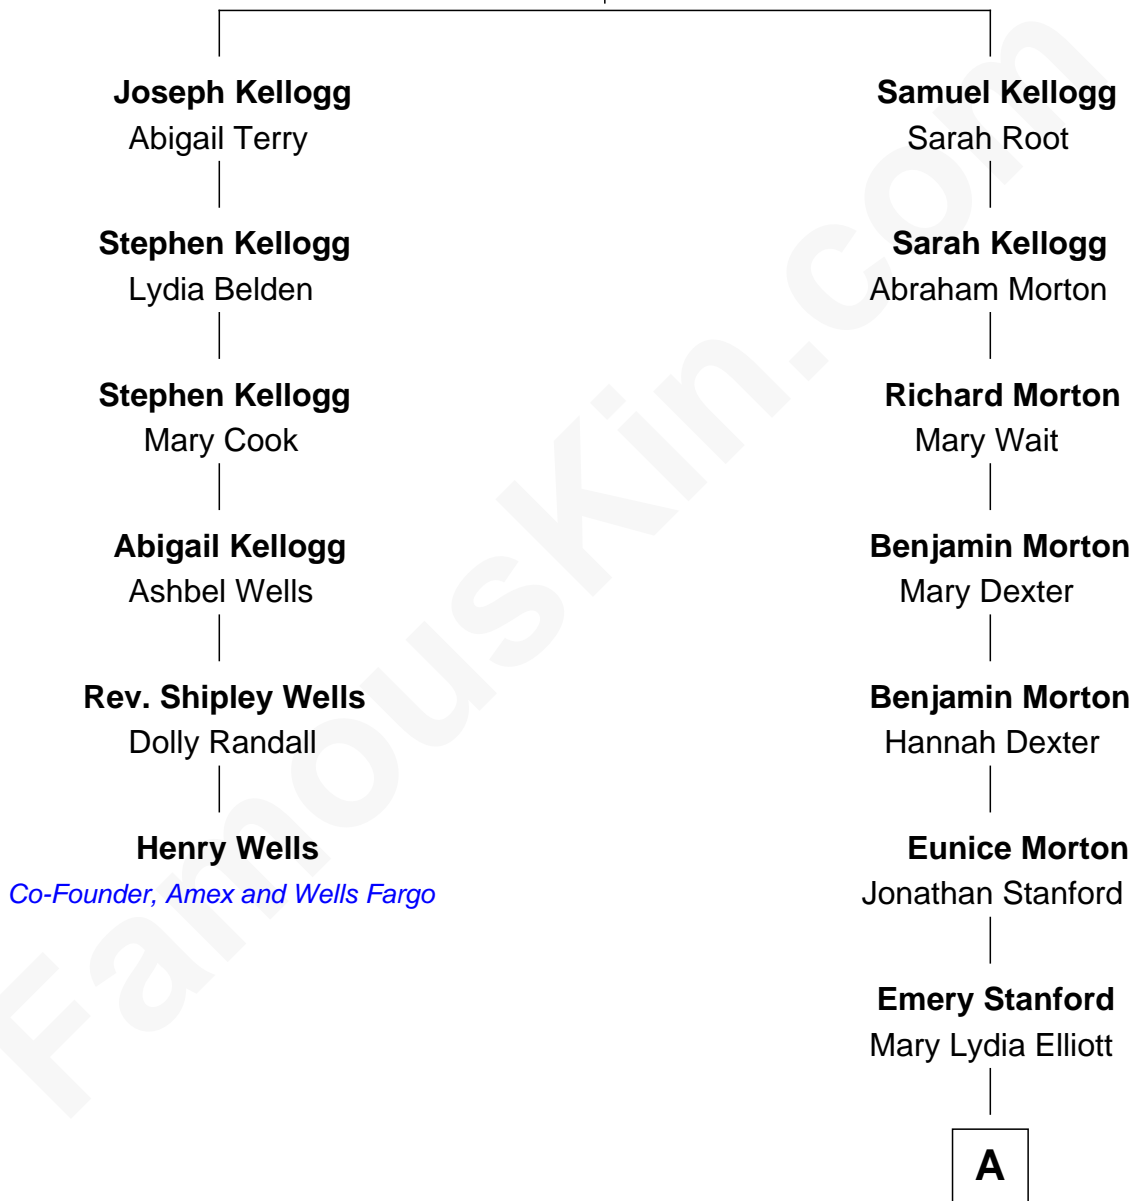 Joseph Kellogg
Abigail Terry
Stephen Kellogg
Lydia Belden
Stephen Kellogg
Mary Cook
Abigail Kellogg
Ashbel Wells
Rev. Shipley Wells
Dolly Randall
Henry Wells
Co-Founder, Amex and Wells Fargo
Samuel Kellogg
Sarah Root
Sarah Kellogg
Abraham Morton
Richard Morton
Mary Wait
Benjamin Morton
Mary Dexter
Benjamin Morton
Hannah Dexter
Eunice Morton
Jonathan Stanford
Emery Stanford
Mary Lydia Elliott
A
FamousKin.com